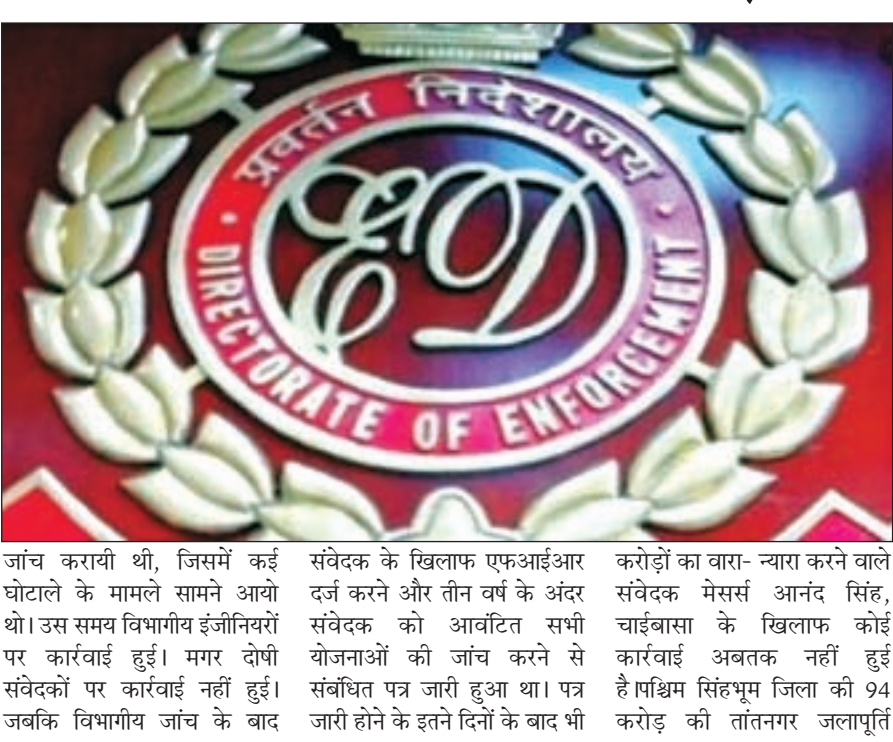 प्रवर्तन निदेशालय
ED
DIRECTORATE OF ENFORCEMENT
जांच करायी थी, जिसमें कई
घोटाले के मामले सामने आयो
थो। उस समय विभागीय इंजीनियरों
पर कार्रवाई हुई। मगर दोषी
संवेदकों पर कार्रवाई नहीं हुई।
जबकि विभागीय जांच के बाद
संवेदक के खिलाफ एफआईआर
दर्ज करने और तीन वर्ष के अंदर
संवेदक को आवंटित सभी
योजनाओं की जांच करने से
संबंधित पत्र जारी हुआ था। पत्र
जारी होने के इतने दिनों के बाद भी
करोड़ों का वारा- न्यारा करने वाले
संवेदक मेसर्स आनंद सिंह,
चाईबासा के खिलाफ कोई
कार्रवाई अबतक नहीं हुई
है।पश्चिम सिंहभूम जिला की 94
करोड़ की तांतनगर जलापूर्ति